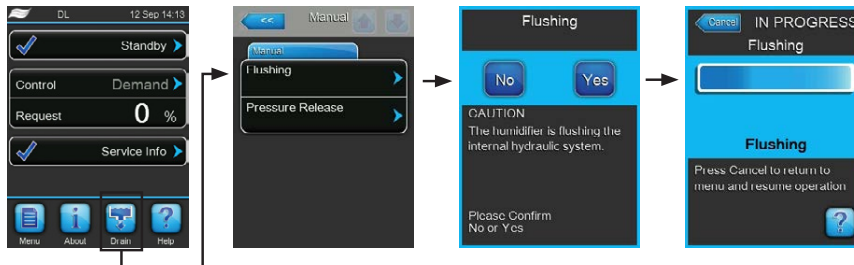 DL 12 Sep 14:13
Standby
Control Demand
Request 0 %
Service Info
Menu About Drain Help
<< Manual
Manual
Flushing
Pressure Release
Flushing
No Yes
CAUTION
The humidifier is flushing the
internal hydraulic system.
Please Confirm
No or Yes
Cancel IN PROGRESS
Flushing
Flushing
Press Cancel to return to
menu and resume operation
?